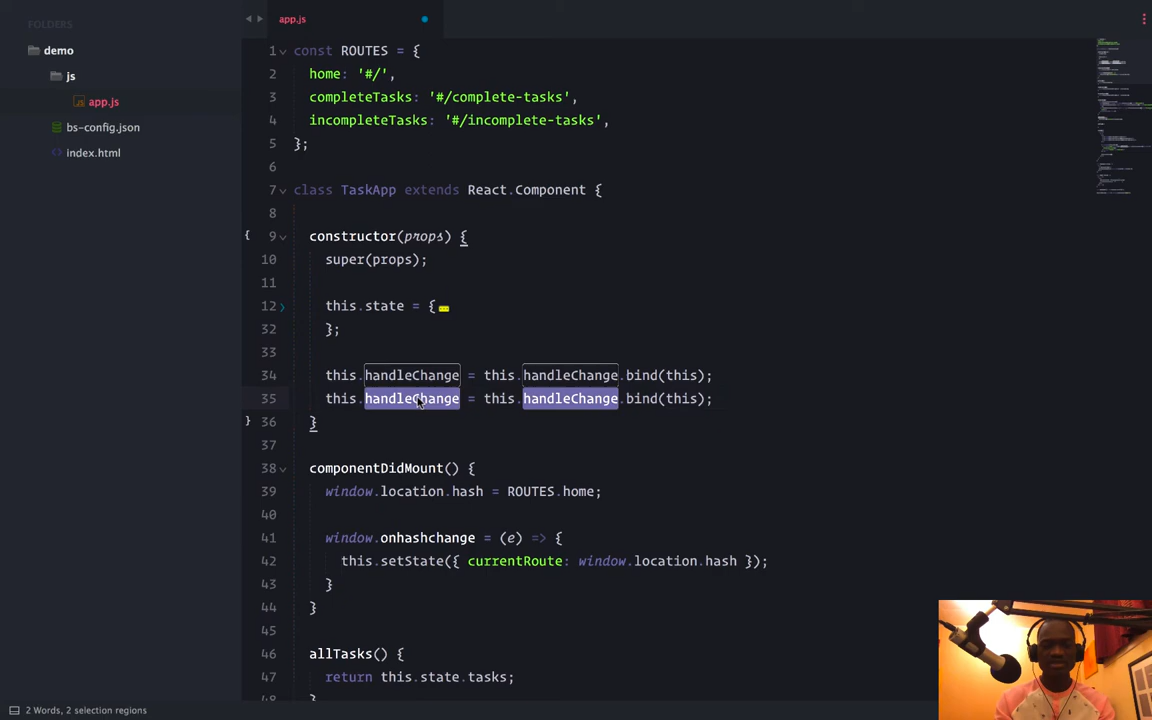 FOLDERS
demo
js
app.js
bs-config.json
index.html
app.js
1 const ROUTES = {
2 home: '#/',
3 completeTasks: '#/complete-tasks',
4 incompleteTasks: '#/incomplete-tasks',
5 };
6
7 class TaskApp extends React.Component {
8
9 constructor(props) {
10 super(props);
11
12 this.state = {
32 };
33
34 this.handleChange = this.handleChange.bind(this);
35 this.handleChange = this.handleChange.bind(this);
36 }
37
38 componentDidMount() {
39 window.location.hash = ROUTES.home;
40
41 window.onhashchange = (e) => {
42 this.setState({ currentRoute: window.location.hash });
43 }
44 }
45
46 allTasks() {
47 return this.state.tasks;
48 }
2 Words, 2 selection regions